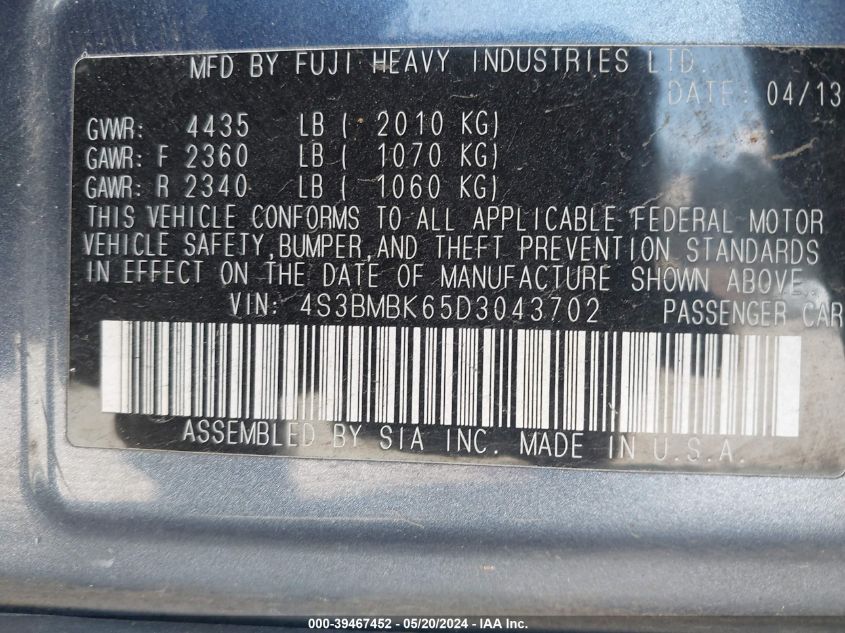 MFD BY FUJI HEAVY INDUSTRIES LTD.
DATE: 04/13
GVWR: 4435 LB ( 2010 KG)
GAWR: F 2360 LB ( 1070 KG)
GAWR: R 2340 LB ( 1060 KG)
THIS VEHICLE CONFORMS TO ALL APPLICABLE FEDERAL MOTOR
VEHICLE SAFETY, BUMPER, AND THEFT PREVENTION STANDARDS
IN EFFECT ON THE DATE OF MANUFACTURE SHOWN ABOVE.
VIN: 4S3BMBK65D3043702 PASSENGER CAR
ASSEMBLED BY SIA INC. MADE IN U.S.A.
000-39467452 - 05/20/2024 - IAA Inc.